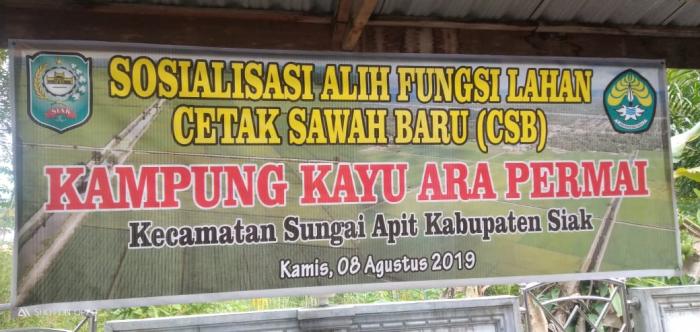 SOSIALISASI ALIH FUNGSI LAHAN
CETAK SAWAH BARU (CSB)
KAMPUNG KAYU ARA PERMAI
Kecamatan Sungai Apit Kabupaten Siak
Kamis, 08 Agustus 2019
SIAK